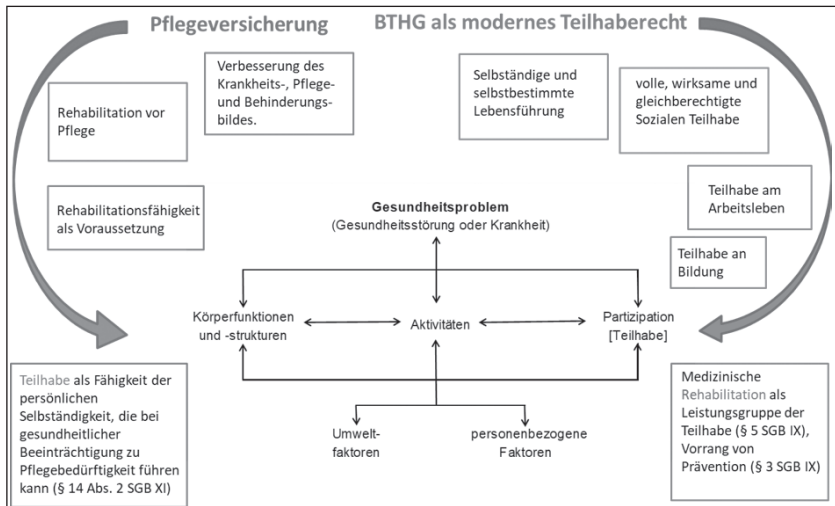 Pflegeversicherung
BTHG als modernes Teilhaberecht
Rehabilitation vor
Pflege
Verbesserung des
Krankheits-, Pflege-
und Behinderungs-
bildes.
Rehabilitationsfähigkeit
als Voraussetzung
Selbständige und
selbstbestimmte
Lebensführung
volle, wirksame und
gleichberechtigte
Sozialen Teilhabe
Teilhabe am
Arbeitsleben
Teilhabe an
Bildung
Gesundheitsproblem
(Gesundheitsstörung oder Krankheit)
Körperfunktionen
und -strukturen
Aktivitäten
Partizipation
[Teilhabe]
Umwelt-
faktoren
personenbezogene
Faktoren
Teilhabe als Fähigkeit der
persönlichen
Selbständigkeit, die bei
gesundheitlicher
Beeinträchtigung zu
Pflegebedürftigkeit führen
kann (§ 14 Abs. 2 SGB XI)
Medizinische
Rehabilitation als
Leistungsgruppe der
Teilhabe (§ 5 SGB IX),
Vorrang von
Prävention (§ 3 SGB IX)